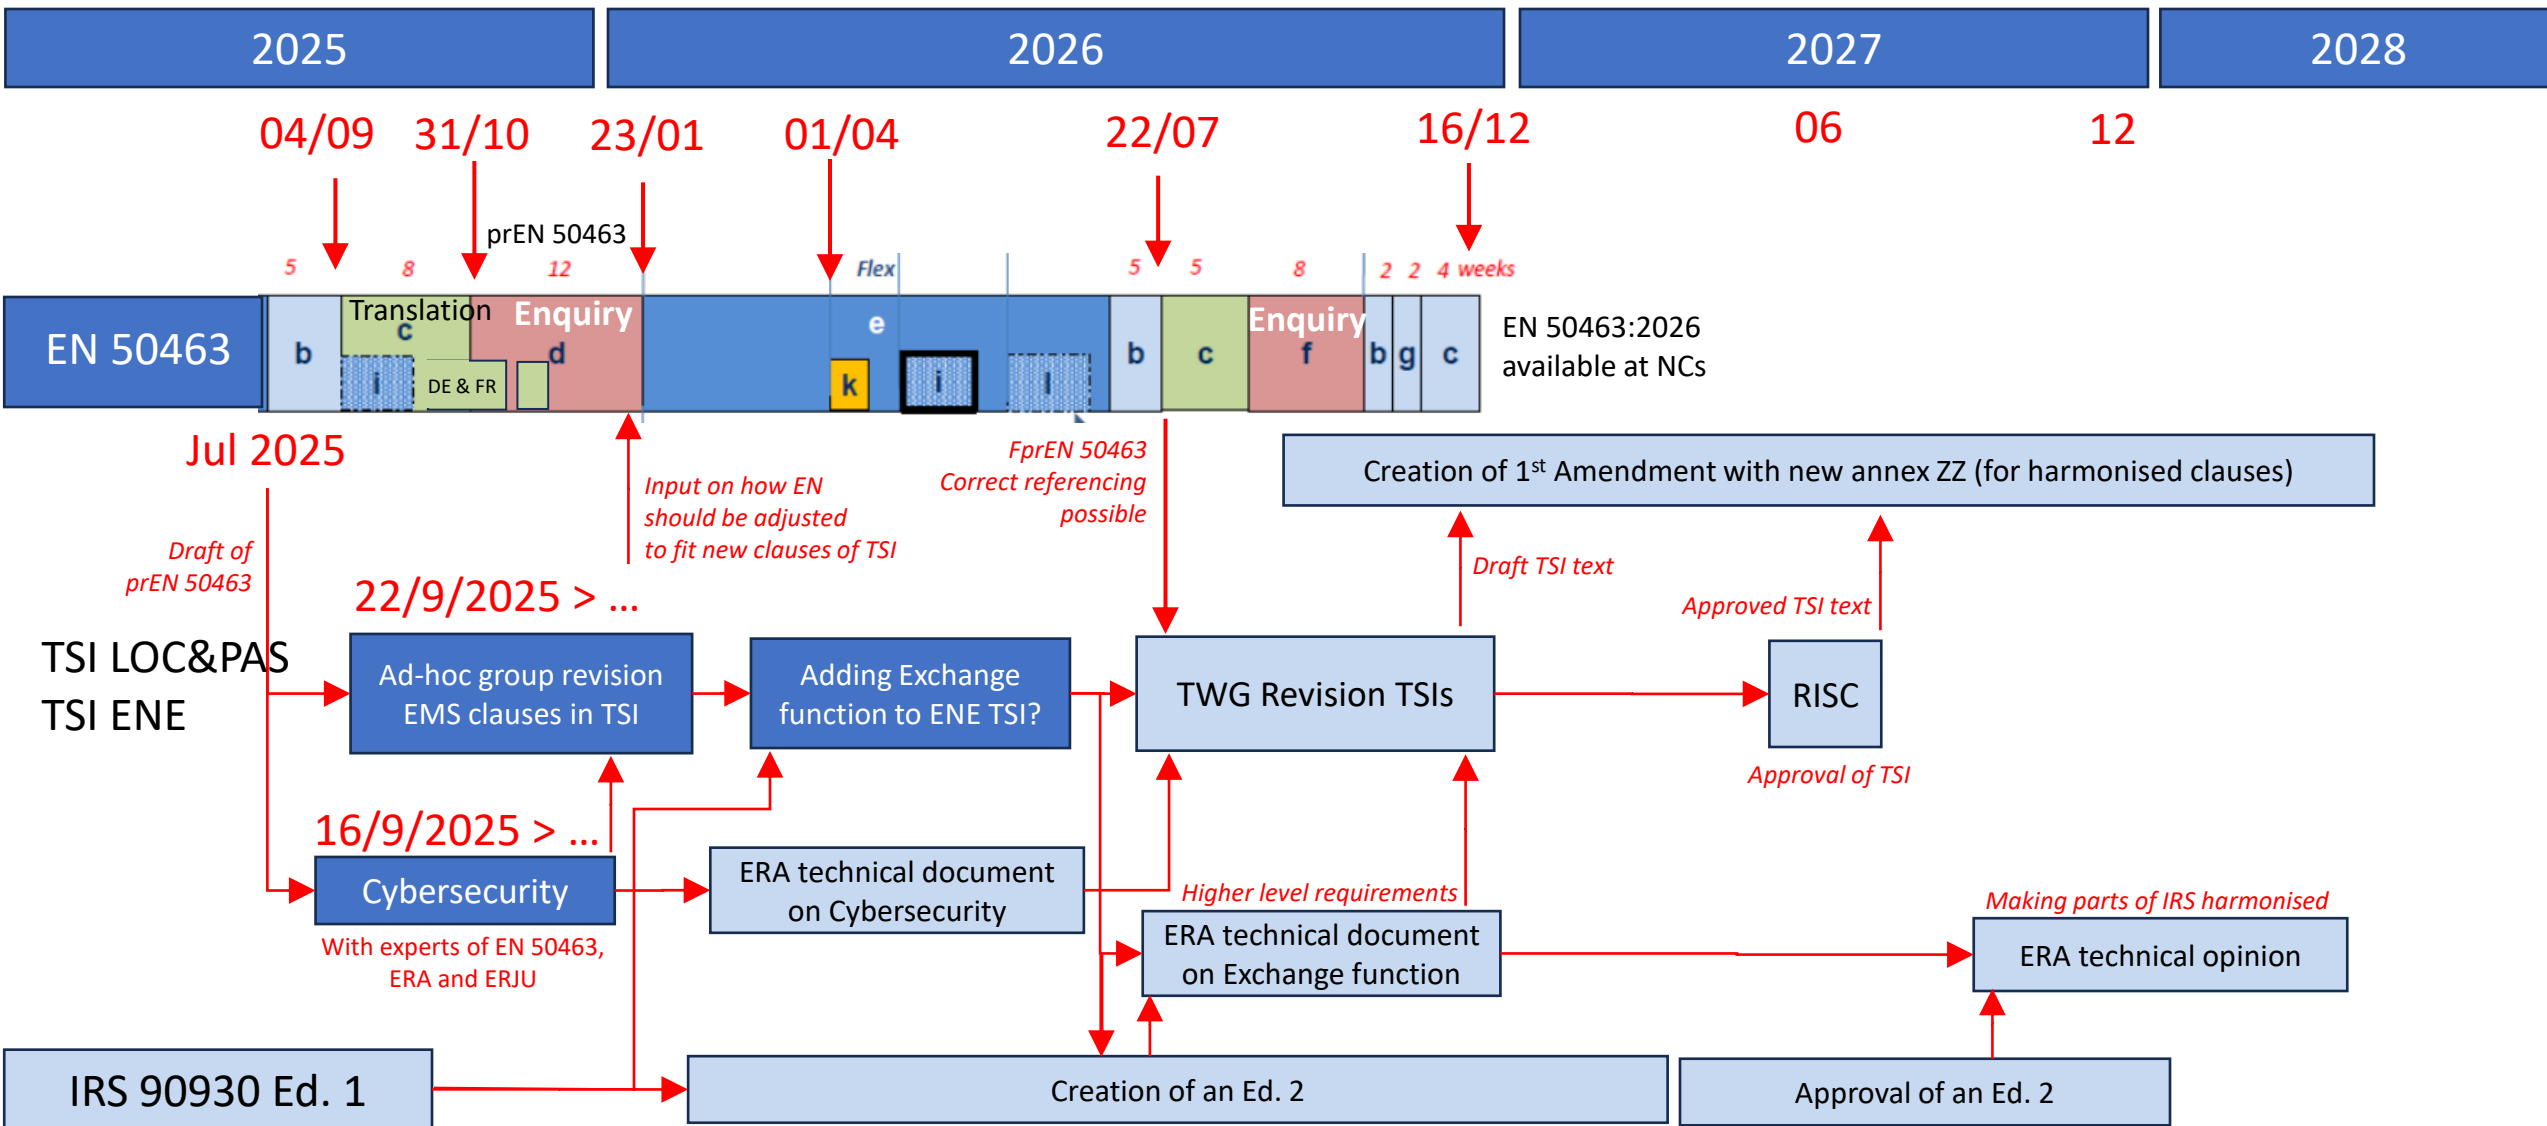 2025
2026
2027
2028
04/09
31/10
23/01
01/04
22/07
16/12
06
12
prEN 50463
5
8
12
Flex
5
5
8
2
2
4 weeks
EN 50463
b
Translation
c
i
DE & FR
Enquiry
d
e
k
i
l
b
c
Enquiry
f
b
g
c
EN 50463:2026
available at NCs
Jul 2025
Draft of
prEN 50463
Input on how EN
should be adjusted
to fit new clauses of TSI
FprEN 50463
Correct referencing
possible
Creation of 1st Amendment with new annex ZZ (for harmonised clauses)
Draft TSI text
Approved TSI text
22/9/2025 > ...
TSI LOC&PAS
TSI ENE
Ad-hoc group revision
EMS clauses in TSI
Adding Exchange
function to ENE TSI?
TWG Revision TSIs
RISC
Approval of TSI
16/9/2025 > ...
Cybersecurity
With experts of EN 50463,
ERA and ERJU
ERA technical document
on Cybersecurity
Higher level requirements
ERA technical document
on Exchange function
Making parts of IRS harmonised
ERA technical opinion
IRS 90930 Ed. 1
Creation of an Ed. 2
Approval of an Ed. 2